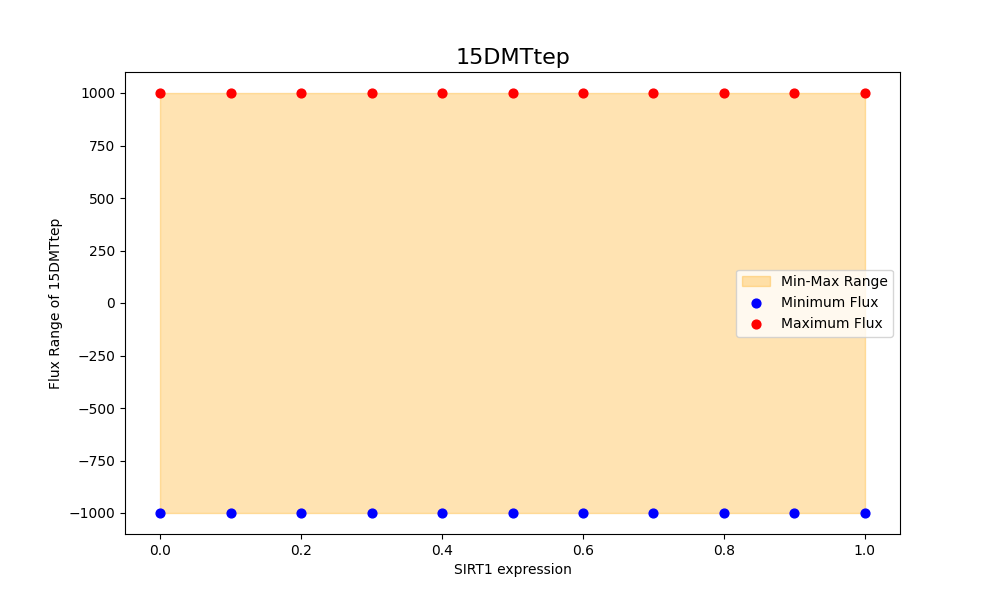 15DMTtep
1000
750
500
250
0
−250
−500
−750
−1000
Flux Range of 15DMTtep
Min-Max Range
Minimum Flux
Maximum Flux
0.0 0.2 0.4 0.6 0.8 1.0
SIRT1 expression